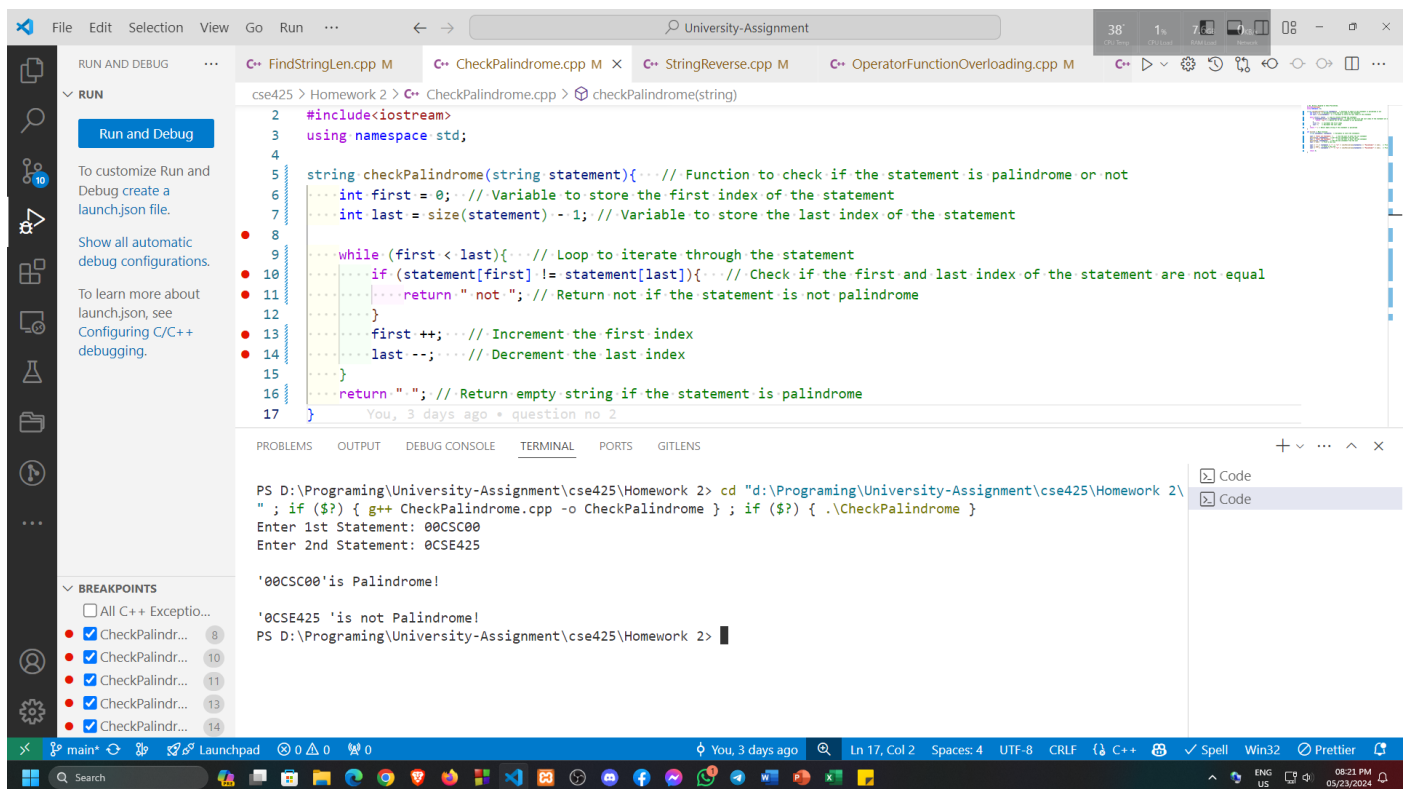 File Edit Selection View Go Run ··· University-Assignment
38° 1% 7.6
CPU Temp CPU Load RAM Load Network
RUN AND DEBUG ···
RUN
Run and Debug
To customize Run and
Debug create a
launch.json file.
Show all automatic
debug configurations.
To learn more about
launch.json, see
Configuring C/C++
debugging.
10
C++ FindStringLen.cpp M C++ CheckPalindrome.cpp M C++ StringReverse.cpp M C++ OperatorFunctionOverloading.cpp M C++
cse425 > Homework 2 > C++ CheckPalindrome.cpp > checkPalindrome(string)
2 #include<iostream>
3 using namespace std;
4
5 string checkPalindrome(string statement){ // Function to check if the statement is palindrome or not
6 int first = 0; // Variable to store the first index of the statement
7 int last = size(statement) - 1; // Variable to store the last index of the statement
8
9 while (first < last){ // Loop to iterate through the statement
10 if (statement[first] != statement[last]){ // Check if the first and last index of the statement are not equal
11 return " not "; // Return not if the statement is not palindrome
12 }
13 first ++; // Increment the first index
14 last --; // Decrement the last index
15 }
16 return " "; // Return empty string if the statement is palindrome
17 } You, 3 days ago • question no 2
PROBLEMS OUTPUT DEBUG CONSOLE TERMINAL PORTS GITLENS
PS D:\Programing\University-Assignment\cse425\Homework 2> cd "d:\Programing\University-Assignment\cse425\Homework 2\
" ; if ($?) { g++ CheckPalindrome.cpp -o CheckPalindrome } ; if ($?) { .\CheckPalindrome }
Enter 1st Statement: 00CSC00
Enter 2nd Statement: 0CSE425
'00CSC00'is Palindrome!
'0CSE425 'is not Palindrome!
PS D:\Programing\University-Assignment\cse425\Homework 2>
Code
Code
BREAKPOINTS
All C++ Exceptio...
CheckPalindr... 8
CheckPalindr... 10
CheckPalindr... 11
CheckPalindr... 13
CheckPalindr... 14
main* Launchpad 0 0 0 You, 3 days ago Ln 17, Col 2 Spaces: 4 UTF-8 CRLF C++ Spell Win32 Prettier
Search ENG 08:21 PM
US 05/23/2024